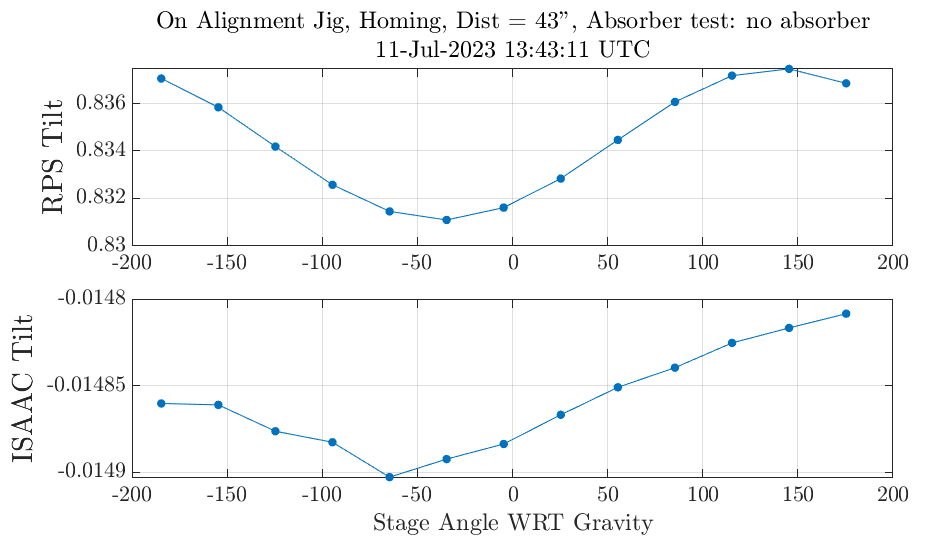 On Alignment Jig, Homing, Dist = 43”, Absorber test: no absorber
11-Jul-2023 13:43:11 UTC
RPS Tilt
0.836
0.834
0.832
0.83
-200 -150 -100 -50 0 50 100 150 200
ISAAC Tilt
-0.0148
-0.01485
-0.0149
-200 -150 -100 -50 0 50 100 150 200
Stage Angle WRT Gravity